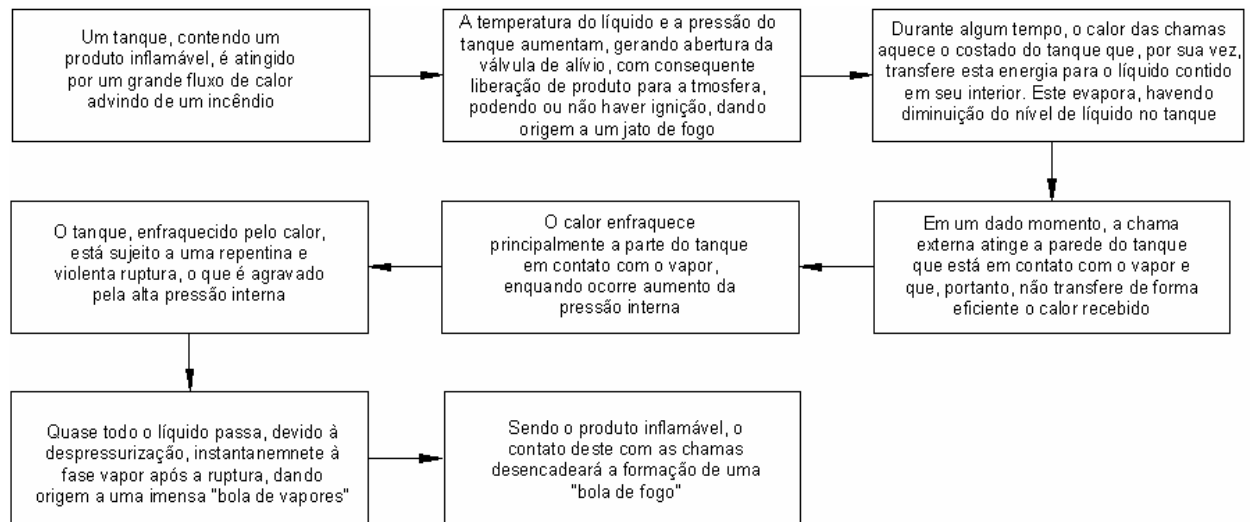 Um tanque, contendo um
produto inflamável, é atingido
por um grande fluxo de calor
advindo de um incêndio
A temperatura do líquido e a pressão do
tanque aumentam, gerando abertura da
válvula de alívio, com consequente
liberação de produto para a tmosfera,
podendo ou não haver ignição, dando
origem a um jato de fogo
Durante algum tempo, o calor das chamas
aquece o costado do tanque que, por sua vez,
transfere esta energia para o líquido contido
em seu interior. Este evapora, havendo
diminuição do nível de líquido no tanque
Em um dado momento, a chama
externa atinge a parede do tanque
que está em contato com o vapor e
que, portanto, não transfere de forma
eficiente o calor recebido
O calor enfraquece
principalmente a parte do tanque
em contato com o vapor,
enquando ocorre aumento da
pressão interna
O tanque, enfraquecido pelo calor,
está sujeito a uma repentina e
violenta ruptura, o que é agravado
pela alta pressão interna
Quase todo o líquido passa, devido à
despressurização, instantanemnete à
fase vapor após a ruptura, dando
origem a uma imensa "bola de vapores"
Sendo o produto inflamável, o
contato deste com as chamas
desencadeará a formação de uma
"bola de fogo"